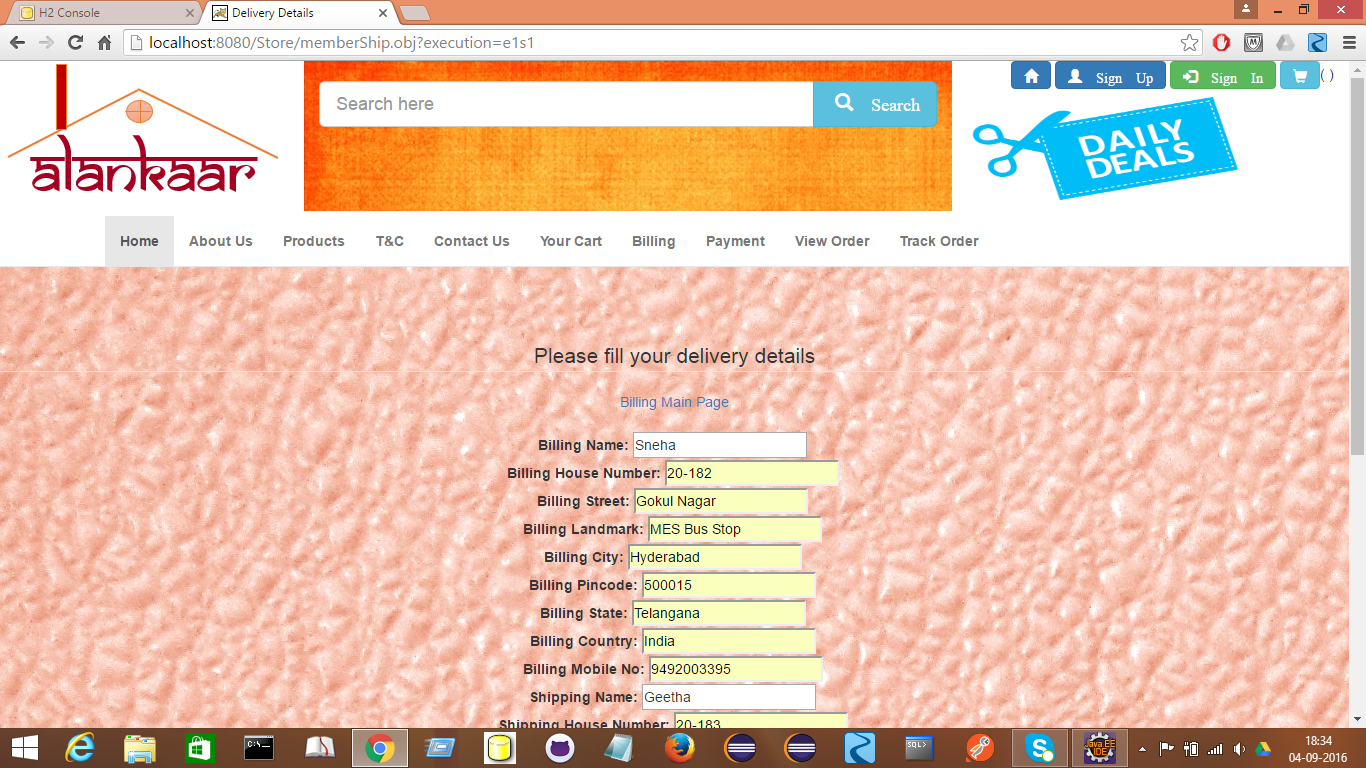 H2 Console
Delivery Details
localhost:8080/Store/memberShip.obj?execution=e1s1
alankaar
Search here
Search
Sign Up
Sign In
( )
DAILY
DEALS
Home About Us Products T&C Contact Us Your Cart Billing Payment View Order Track Order
Please fill your delivery details
Billing Main Page
Billing Name: Sneha
Billing House Number: 20-182
Billing Street: Gokul Nagar
Billing Landmark: MES Bus Stop
Billing City: Hyderabad
Billing Pincode: 500015
Billing State: Telangana
Billing Country: India
Billing Mobile No: 9492003395
Shipping Name: Geetha
Shipping House Number: 20-183
C:\_
SQL>
Java EE
IDE
18:34
04-09-2016